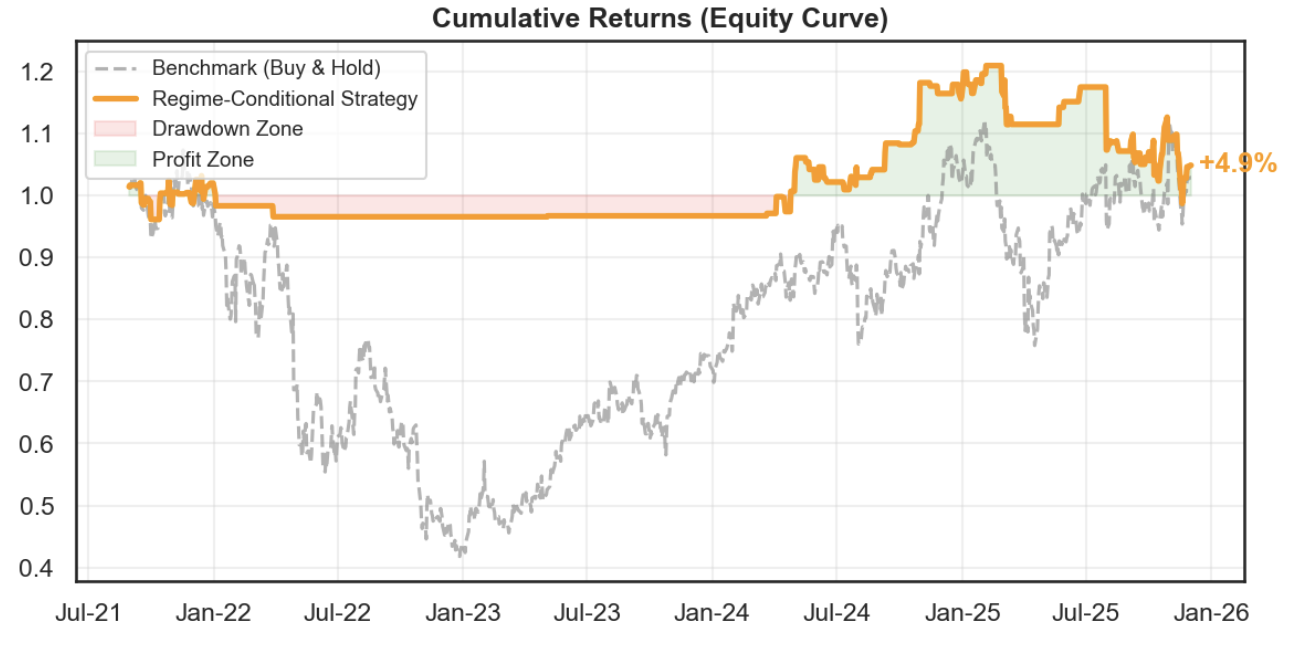 Cumulative Returns (Equity Curve)
1.2
1.1
1.0
0.9
0.8
0.7
0.6
0.5
0.4
Benchmark (Buy & Hold)
Regime-Conditional Strategy
Drawdown Zone
Profit Zone
+4.9%
Jul-21 Jan-22 Jul-22 Jan-23 Jul-23 Jan-24 Jul-24 Jan-25 Jul-25 Jan-26